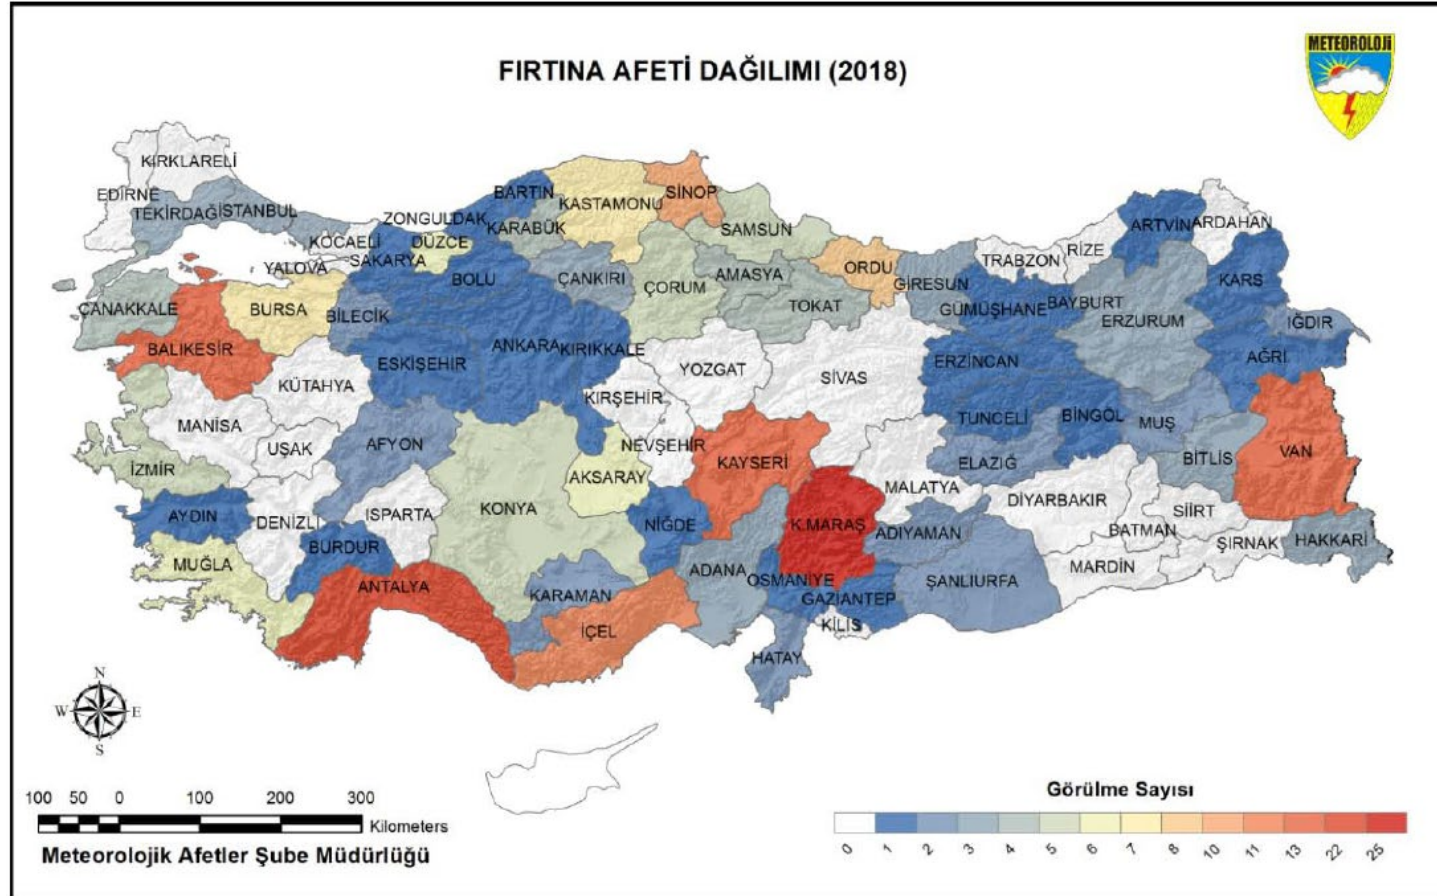 METEOROLOJİ
FIRTINA AFETİ DAĞILIMI (2018)
KIRKLARELİ
EDİRNE
TEKİRDAĞ
İSTANBUL
KOCAELİ
YALOVA
SAKARYA
ZONGULDAK
DÜZCE
BARTIN
KARABÜK
KASTAMONU
SİNOP
SAMSUN
BOLU
ÇANKIRI
ÇORUM
AMASYA
TOKAT
ORDU
GİRESUN
TRABZON
RİZE
ARTVİN
ARDAHAN
KARS
IĞDIR
GÜMÜŞHANE
BAYBURT
ERZURUM
AĞRI
ÇANAKKALE
BALIKESİR
BURSA
BİLECİK
ESKİŞEHİR
ANKARA
KIRIKKALE
KÜTAHYA
MANİSA
UŞAK
AFYON
KIRŞEHİR
YOZGAT
SİVAS
ERZİNCAN
TUNCELİ
BİNGÖL
MUŞ
BİTLİS
VAN
İZMİR
AYDIN
DENİZLİ
ISPARTA
BURDUR
MUĞLA
ANTALYA
KONYA
AKSARAY
NEVŞEHİR
KAYSERİ
NİĞDE
KARAMAN
İÇEL
ADANA
K.MARAŞ
OSMANİYE
GAZİANTEP
KİLİS
HATAY
MALATYA
ADIYAMAN
ELAZIĞ
DİYARBAKIR
ŞANLIURFA
BATMAN
SİİRT
MARDİN
ŞIRNAK
HAKKARİ
N
W E
S
100 50 0 100 200 300
Kilometers
Meteorolojik Afetler Şube Müdürlüğü
Görülme Sayısı
0 1 2 3 4 5 6 7 8 10 11 13 22 25